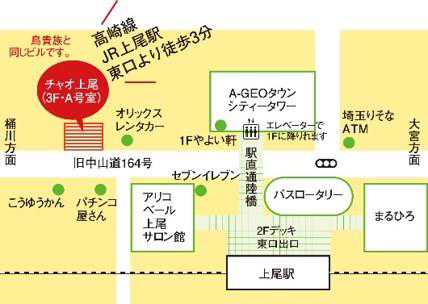 鳥貴族と
同じビルです。
高崎線
JR上尾駅
東口より徒歩3分
チャオ上尾
(3F・A号室)
オリックス
レンタカー
A-GEOタウン
シティータワー
1Fやよい軒
エレベーターで
1Fに降りれます
埼玉りそな
ATM
桶川方面
大宮方面
旧中山道164号
駅直通陸橋
こうゆうかん
パチンコ
屋さん
アリコ
ベール
上尾
サロン館
セブンイレブン
バスロータリー
まるひろ
2Fデッキ
東口出口
上尾駅